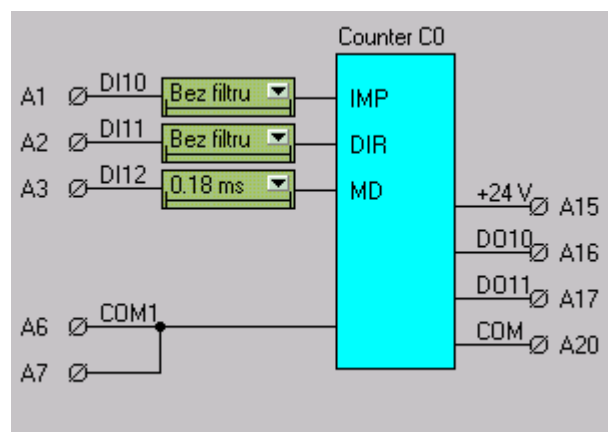 Counter C0
A1 DI10 Bez filtru IMP
A2 DI11 Bez filtru DIR
A3 DI12 0.18 ms MD
+24 V A15
DO10 A16
DO11 A17
A6 COM1 COM A20
A7